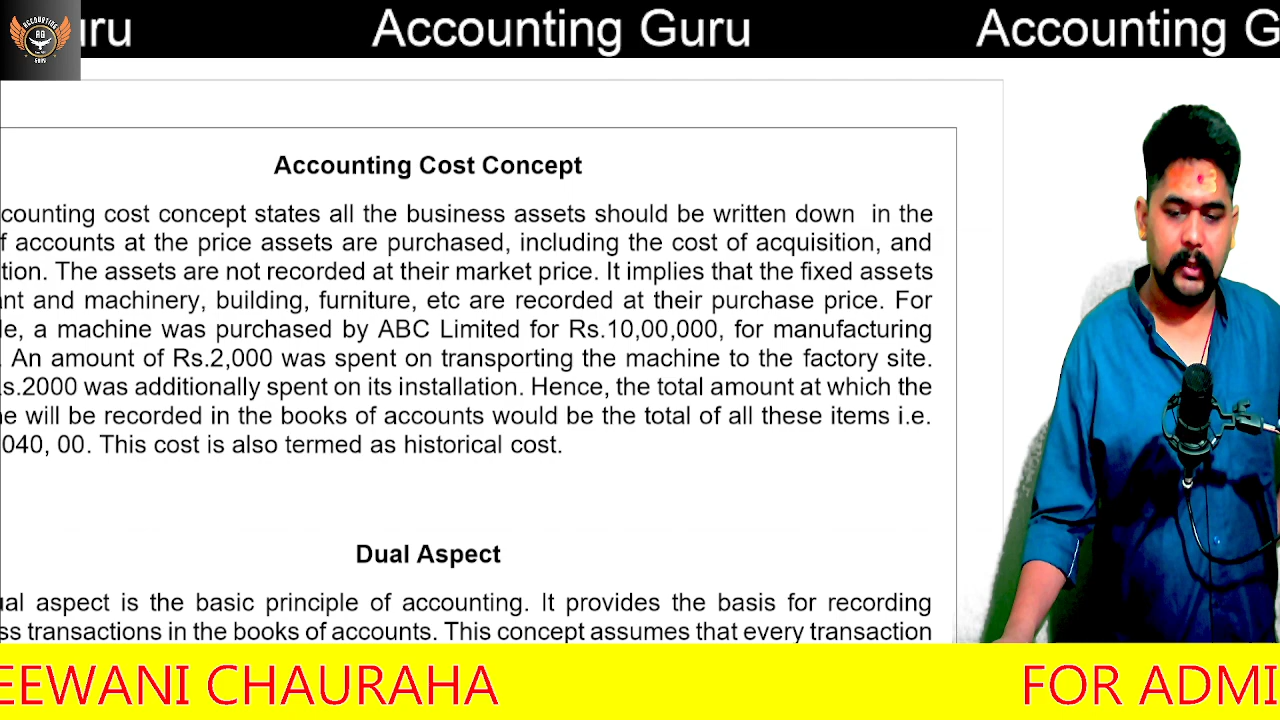 uru Accounting Guru Accounting G
ACCOUNTING
AG
GURU
Accounting Cost Concept
counting cost concept states all the business assets should be written down in the
f accounts at the price assets are purchased, including the cost of acquisition, and
tion. The assets are not recorded at their market price. It implies that the fixed assets
nt and machinery, building, furniture, etc are recorded at their purchase price. For
le, a machine was purchased by ABC Limited for Rs.10,00,000, for manufacturing
. An amount of Rs.2,000 was spent on transporting the machine to the factory site.
s.2000 was additionally spent on its installation. Hence, the total amount at which the
e will be recorded in the books of accounts would be the total of all these items i.e.
040, 00. This cost is also termed as historical cost.
Dual Aspect
ual aspect is the basic principle of accounting. It provides the basis for recording
ss transactions in the books of accounts. This concept assumes that every transaction
EEWANI CHAURAHA FOR ADMI